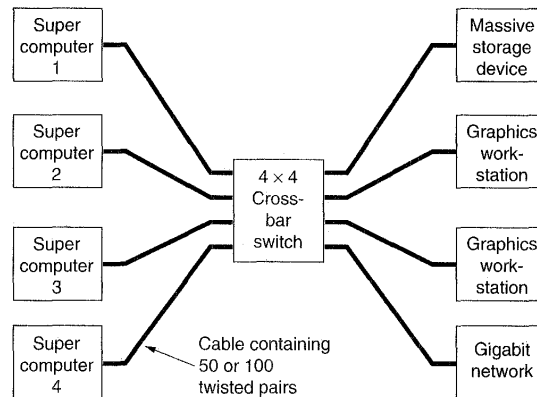 Super
computer
1
Super
computer
2
Super
computer
3
Super
computer
4
4 × 4
Cross-
bar
switch
Cable containing
50 or 100
twisted pairs
Massive
storage
device
Graphics
work-
station
Graphics
work-
station
Gigabit
network